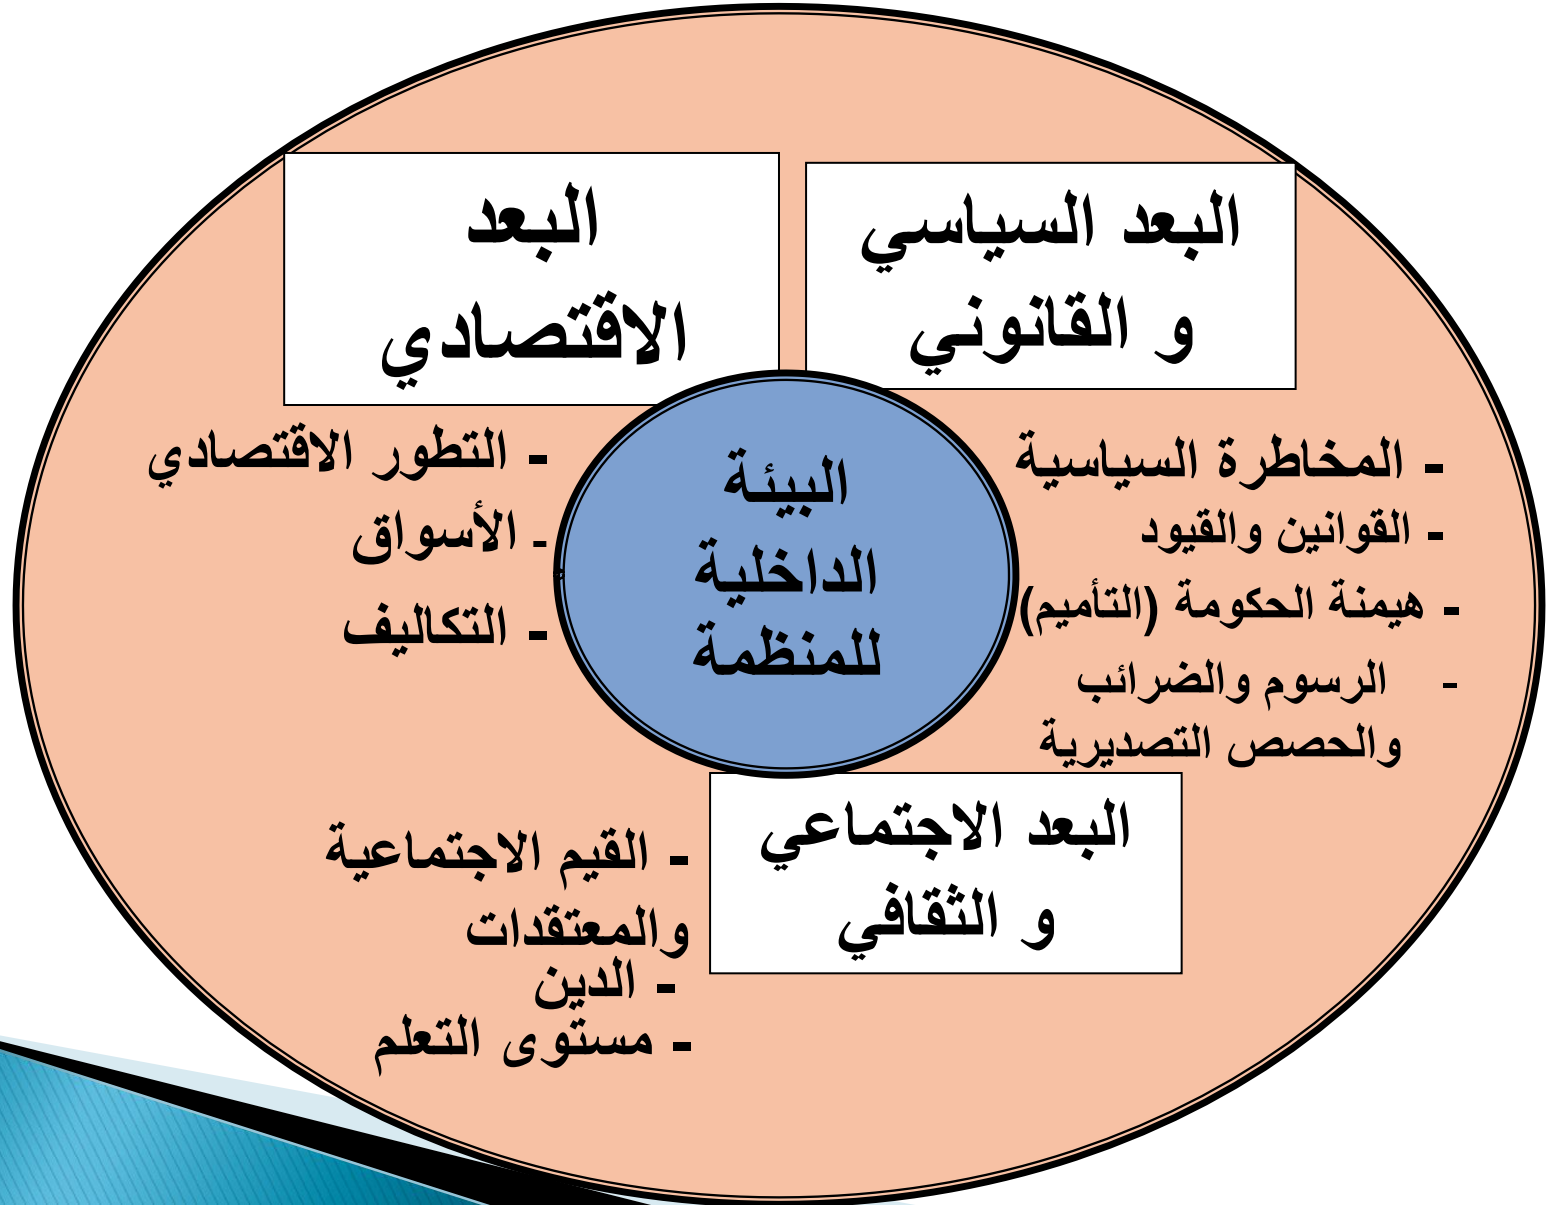 البعد السياسي
و القانوني
- المخاطرة السياسية
- القوانين والقيود
- هيمنة الحكومة (التأميم)
- الرسوم والضرائب
والحصص التصديرية
البعد
الاقتصادي
- التطور الاقتصادي
- الأسواق
- التكاليف
البيئة
الداخلية
للمنظمة
البعد الاجتماعي
و الثقافي
- القيم الاجتماعية
والمعتقدات
- الدين
- مستوى التعلم